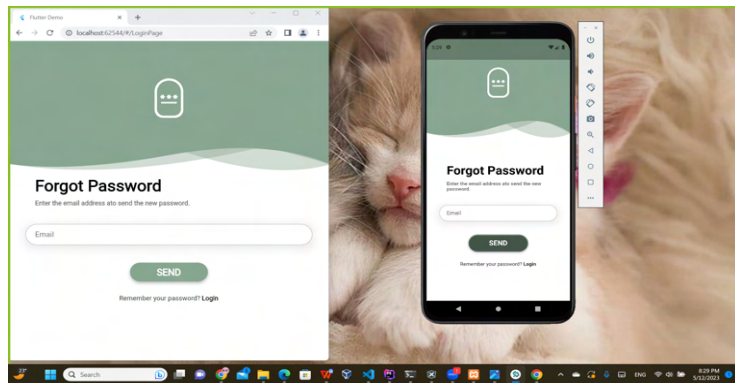 Flutter Demo
localhost:62544/#/LoginPage
Forgot Password
Enter the email address ato send the new password.
Email
SEND
Remember your password? Login
Forgot Password
Enter the email address ato send the new
password.
Email
SEND
Remember your password? Login
Search
ENG
8:29 PM
5/12/2023